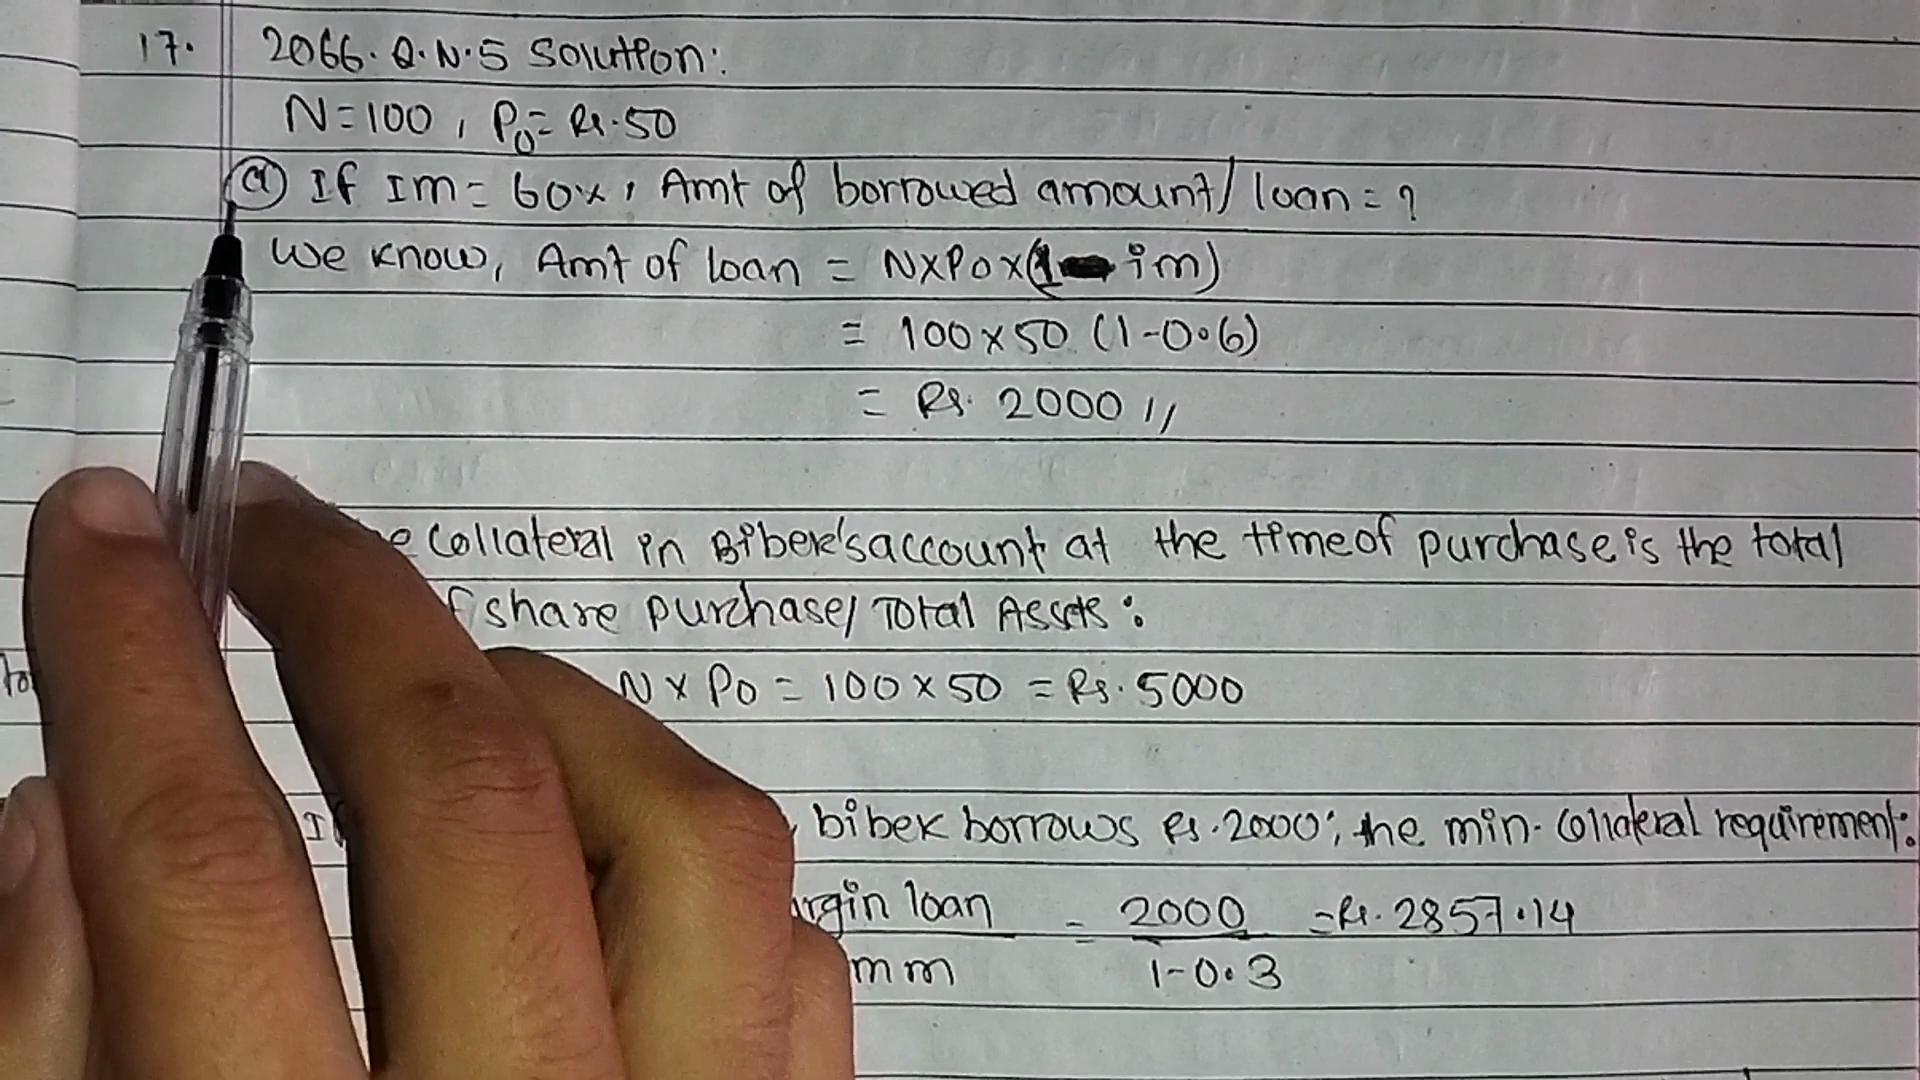 17. 2066. Q.N.5 Solution:
N=100, P0= Rs.50
(a) If Im= 60%, Amt of borrowed amount/loan = ?
We know, Amt of loan = N×P0×(1-im)
= 100×50 (1-0.6)
= Rs. 2000 //
e Collateral in Bibek's account at the time of purchase is the total
f share purchase/ Total Assets:
N × P0 = 100 × 50 = Rs. 5000
bibek borrows Rs.2000, the min. Collateral requirement:
rgin loan = 2000 = Rs. 2857.14
mm 1-0.3